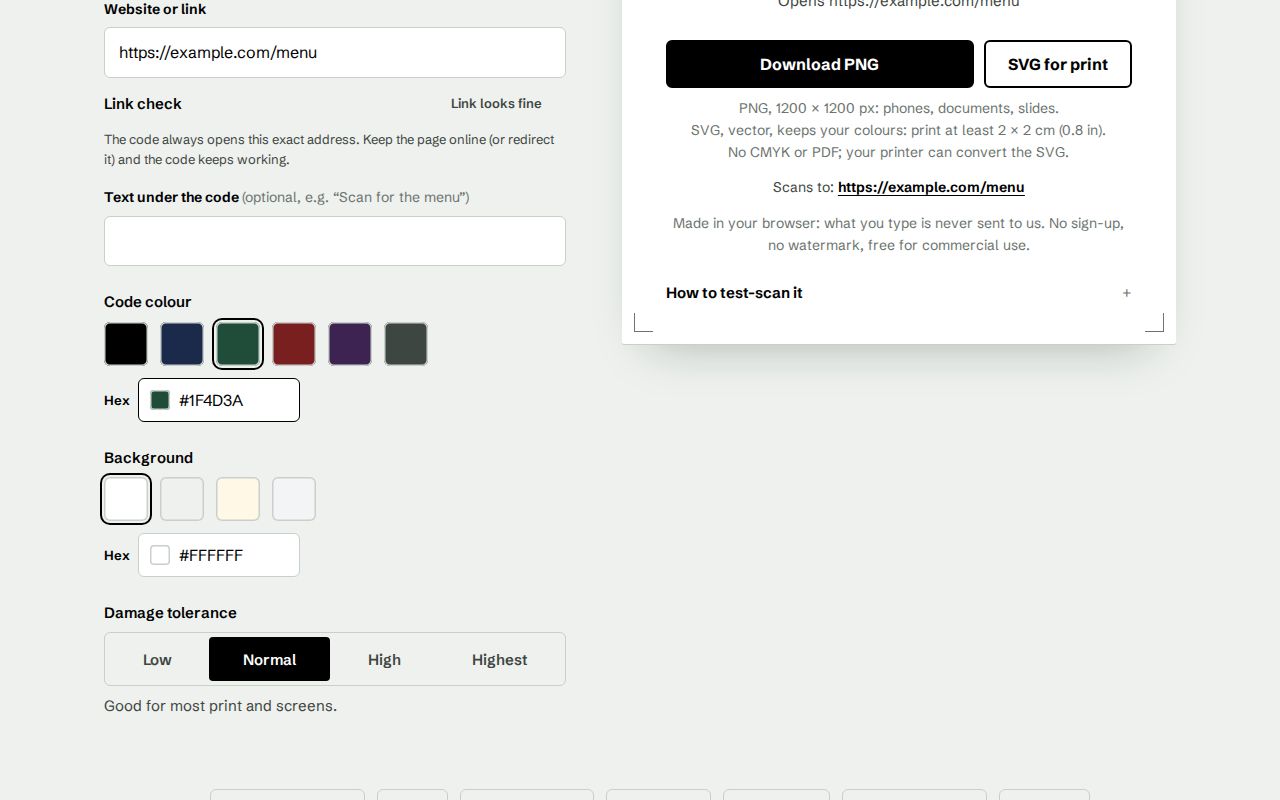 Website or link
https://example.com/menu
Link check
Link looks fine
The code always opens this exact address. Keep the page online (or redirect
it) and the code keeps working.
Text under the code (optional, e.g. “Scan for the menu”)
Code colour
Hex
#1F4D3A
Background
Hex
#FFFFFF
Damage tolerance
Low
Normal
High
Highest
Good for most print and screens.
Opens https://example.com/menu
Download PNG
SVG for print
PNG, 1200 × 1200 px: phones, documents, slides.
SVG, vector, keeps your colours: print at least 2 × 2 cm (0.8 in).
No CMYK or PDF; your printer can convert the SVG.
Scans to: https://example.com/menu
Made in your browser: what you type is never sent to us. No sign-up,
no watermark, free for commercial use.
How to test-scan it
+